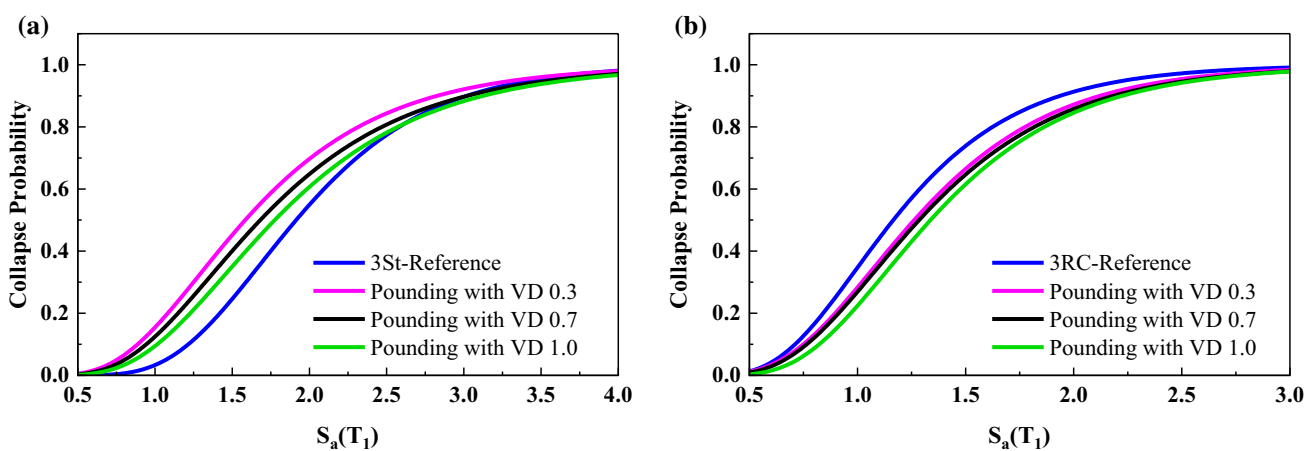 (a)
Collapse Probability
1.0
0.8
0.6
0.4
0.2
0.0
3St-Reference
Pounding with VD 0.3
Pounding with VD 0.7
Pounding with VD 1.0
0.5 1.0 1.5 2.0 2.5 3.0 3.5 4.0
Sa(T1)
(b)
Collapse Probability
1.0
0.8
0.6
0.4
0.2
0.0
3RC-Reference
Pounding with VD 0.3
Pounding with VD 0.7
Pounding with VD 1.0
0.5 1.0 1.5 2.0 2.5 3.0
Sa(T1)